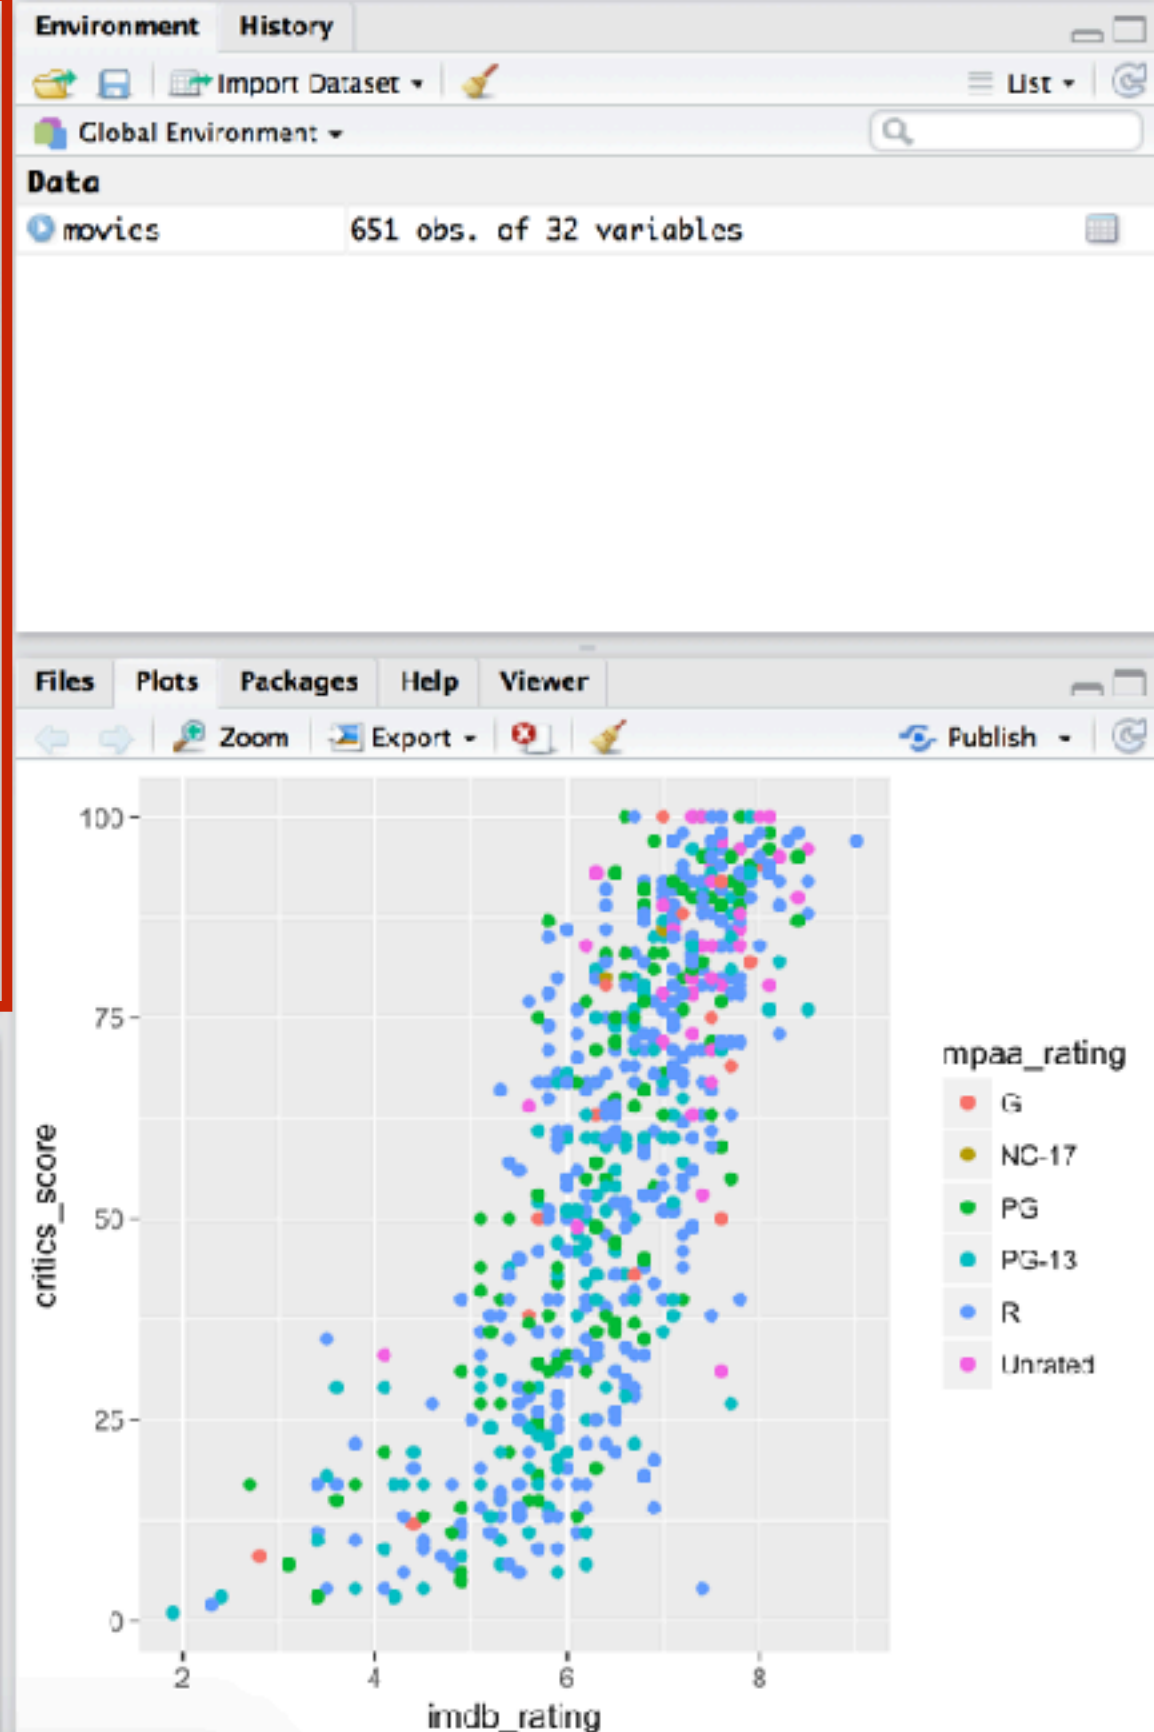 Environment History
Import Dataset List
Global Environment
Data
movies 651 obs. of 32 variables
Files Plots Packages Help Viewer
Zoom Export Publish
100
75
50
25
0
critics_score
2 4 6 8
imdb_rating
mpaa_rating
G
NC-17
PG
PG-13
R
Unrated